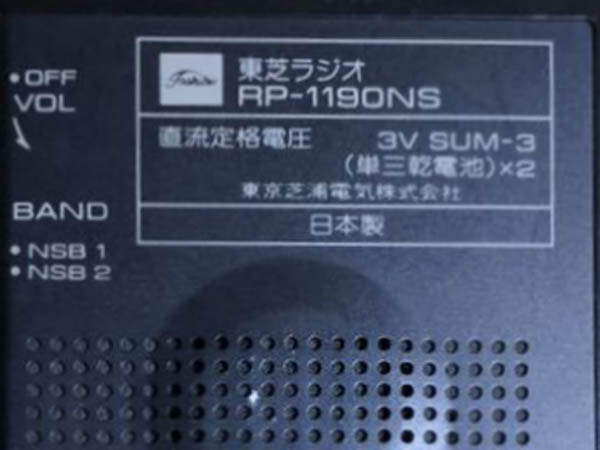 OFF
VOL
BAND
NSB 1
NSB 2
Toshiba
東芝ラジオ
RP-1190NS
直流定格電圧 3V SUM-3
(単三乾電池)×2
東京芝浦電気株式会社
日本製